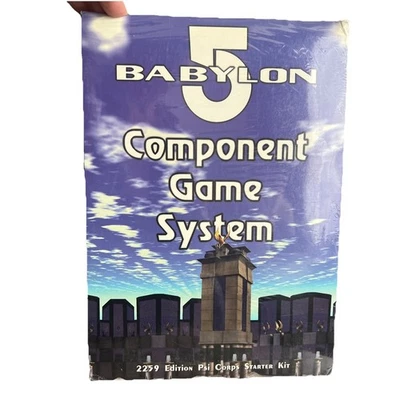 BABYLON 5
Component
Game
System
2259 Edition Psi Corps Starter Kit